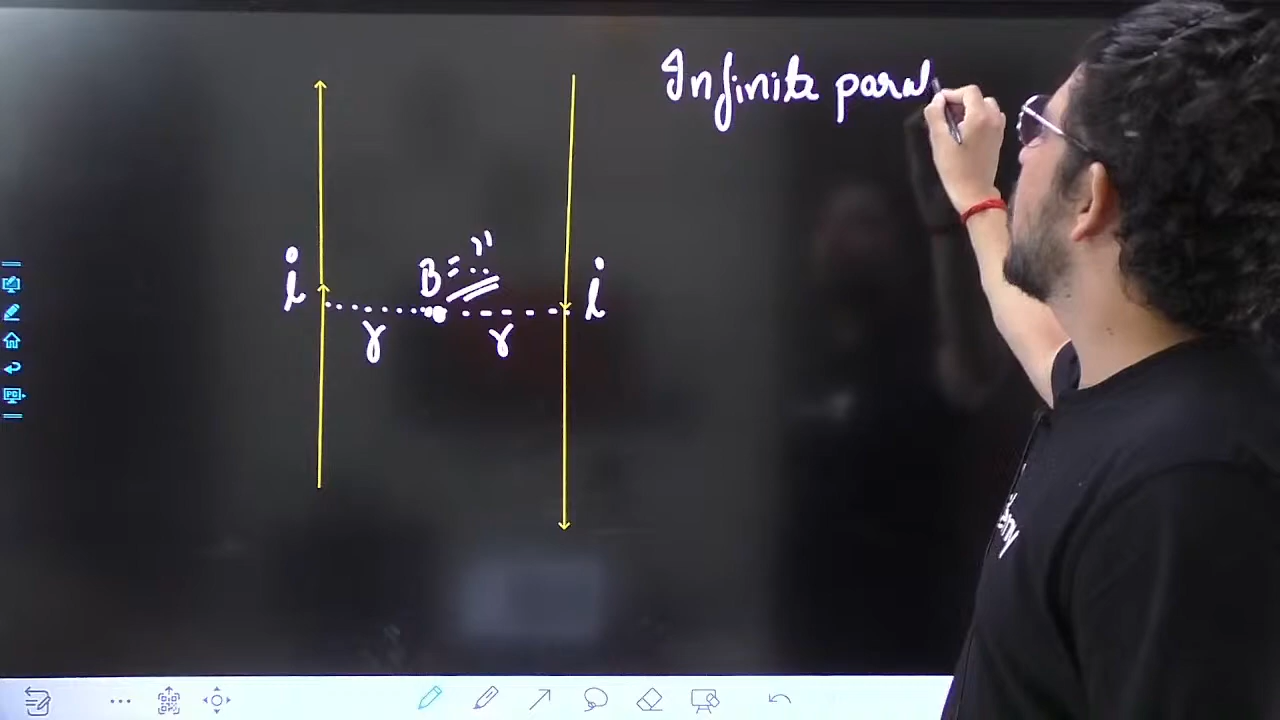 Infinite paral
B = ??
i i
r r